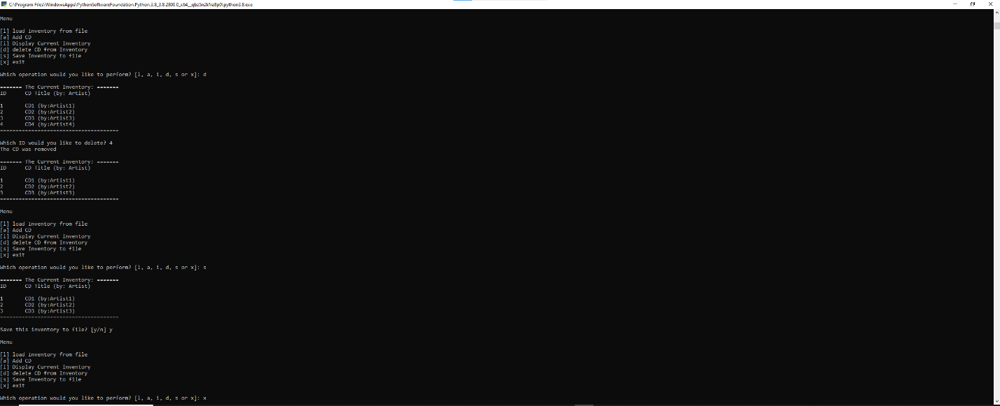 C:\Program Files\WindowsApps\PythonSoftwareFoundation.Python.3.8_3.8.2800.0_x64__qbz5n2kfra8p0\python3.8.exe
Menu
[l] load Inventory from file
[a] Add CD
[i] Display Current Inventory
[d] delete CD from Inventory
[s] Save Inventory to file
[x] exit
Which operation would you like to perform? [l, a, i, d, s or x]: d
======= The Current Inventory: =======
ID CD Title (by: Artist)
1 CD1 (by:Artist1)
2 CD2 (by:Artist2)
3 CD3 (by:Artist3)
4 CD4 (by:Artist4)
======================================
Which ID would you like to delete? 4
The CD was removed
======= The Current Inventory: =======
ID CD Title (by: Artist)
1 CD1 (by:Artist1)
2 CD2 (by:Artist2)
3 CD3 (by:Artist3)
======================================
Menu
[l] load Inventory from file
[a] Add CD
[i] Display Current Inventory
[d] delete CD from Inventory
[s] Save Inventory to file
[x] exit
Which operation would you like to perform? [l, a, i, d, s or x]: s
======= The Current Inventory: =======
ID CD Title (by: Artist)
1 CD1 (by:Artist1)
2 CD2 (by:Artist2)
3 CD3 (by:Artist3)
======================================
Save this inventory to file? [y/n] y
Menu
[l] load Inventory from file
[a] Add CD
[i] Display Current Inventory
[d] delete CD from Inventory
[s] Save Inventory to file
[x] exit
Which operation would you like to perform? [l, a, i, d, s or x]: x